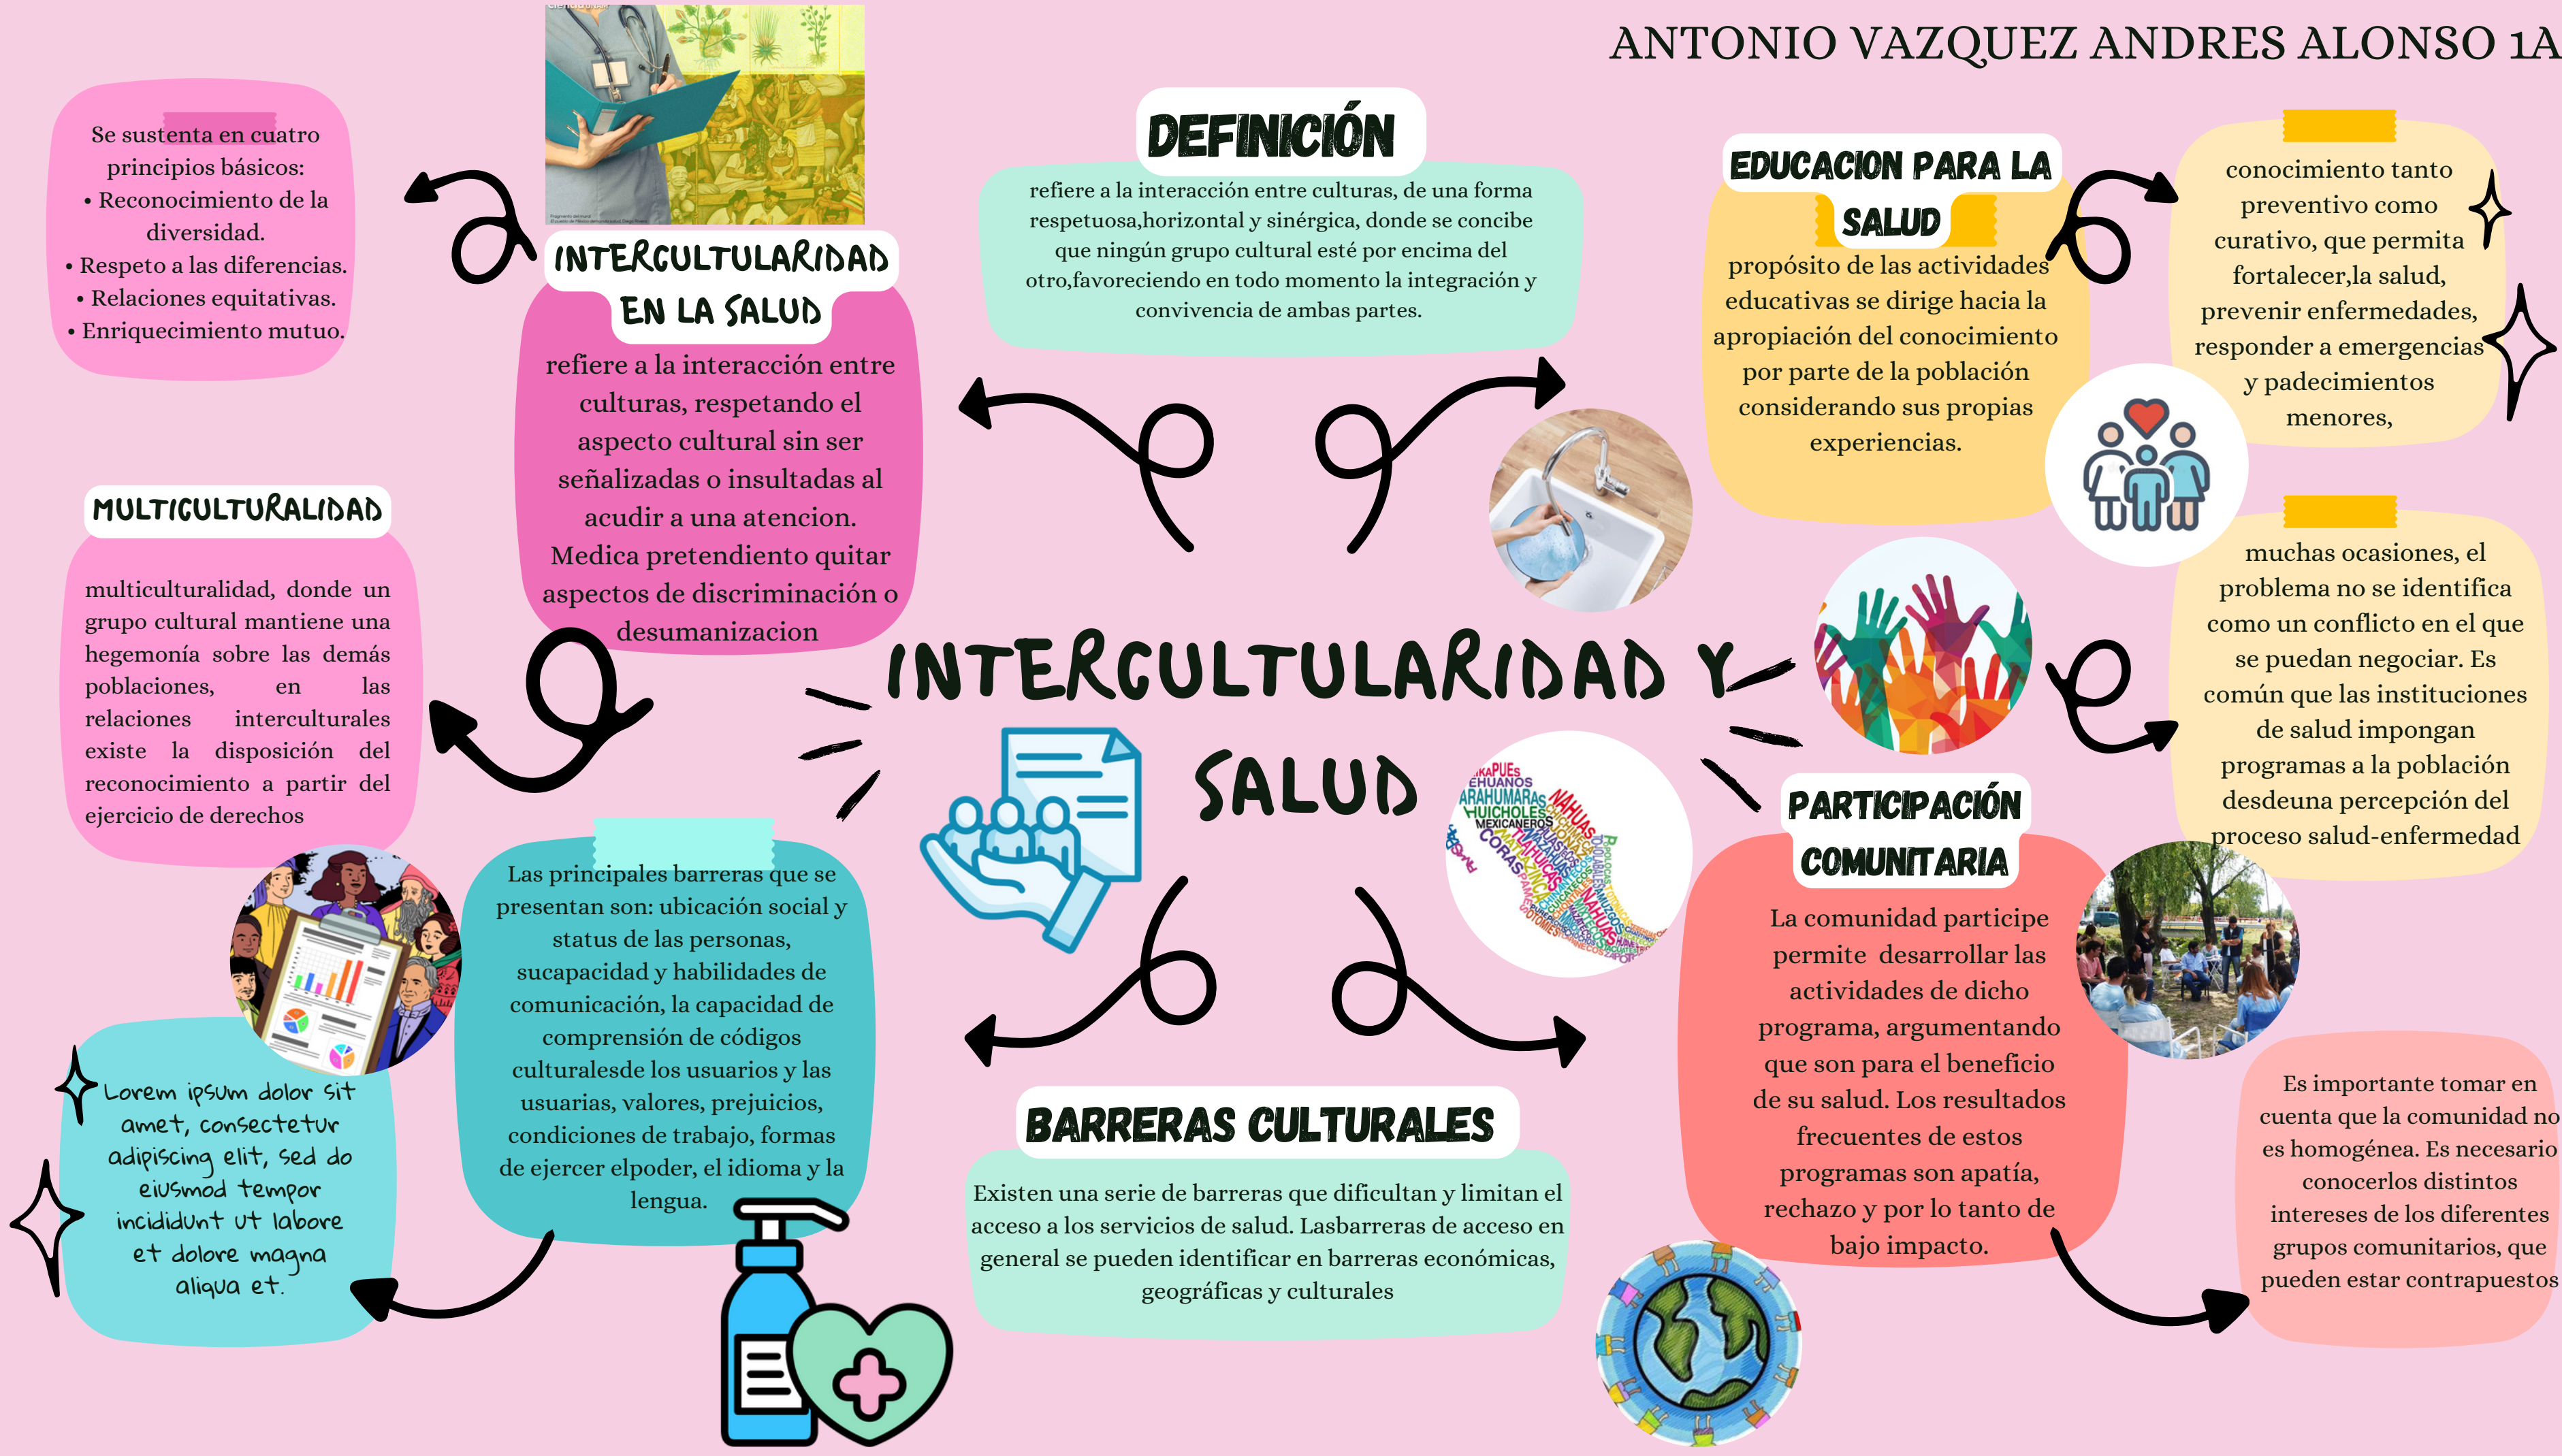 ANTONIO VAZQUEZ ANDRES ALONSO 1A
Se sustenta en cuatro
principios básicos:
• Reconocimiento de la
diversidad.
• Respeto a las diferencias.
• Relaciones equitativas.
• Enriquecimiento mutuo.
INTERCULTULARIDAD
EN LA SALUD
refiere a la interacción entre
culturas, respetando el
aspecto cultural sin ser
señalizadas o insultadas al
acudir a una atencion.
Medica pretendiento quitar
aspectos de discriminación o
desumanizacion
DEFINICIÓN
refiere a la interacción entre culturas, de una forma
respetuosa,horizontal y sinérgica, donde se concibe
que ningún grupo cultural esté por encima del
otro,favoreciendo en todo momento la integración y
convivencia de ambas partes.
EDUCACION PARA LA
SALUD
propósito de las actividades
educativas se dirige hacia la
apropiación del conocimiento
por parte de la población
considerando sus propias
experiencias.
conocimiento tanto
preventivo como
curativo, que permita
fortalecer,la salud,
prevenir enfermedades,
responder a emergencias
y padecimientos
menores,
MULTICULTURALIDAD
multiculturalidad, donde un
grupo cultural mantiene una
hegemonía sobre las demás
poblaciones, en las
relaciones interculturales
existe la disposición del
reconocimiento a partir del
ejercicio de derechos
INTERCULTULARIDAD Y
SALUD
muchas ocasiones, el
problema no se identifica
como un conflicto en el que
se puedan negociar. Es
común que las instituciones
de salud impongan
programas a la población
desdeuna percepción del
proceso salud-enfermedad
EHUANOS
ARAHUMARAS
HUICHOLES
MEXICANEROS
CORAS
NAHUAS
MATLAZINCAS
TLAHUICAS
NAHUAS
OTOMIES
Las principales barreras que se
presentan son: ubicación social y
status de las personas,
sucapacidad y habilidades de
comunicación, la capacidad de
comprensión de códigos
culturalesde los usuarios y las
usuarias, valores, prejuicios,
condiciones de trabajo, formas
de ejercer elpoder, el idioma y la
lengua.
Lorem ipsum dolor sit
amet, consectetur
adipiscing elit, sed do
eiusmod tempor
incididunt ut labore
et dolore magna
aliqua et.
BARRERAS CULTURALES
Existen una serie de barreras que dificultan y limitan el
acceso a los servicios de salud. Lasbarreras de acceso en
general se pueden identificar en barreras económicas,
geográficas y culturales
PARTICIPACIÓN
COMUNITARIA
La comunidad participe
permite desarrollar las
actividades de dicho
programa, argumentando
que son para el beneficio
de su salud. Los resultados
frecuentes de estos
programas son apatía,
rechazo y por lo tanto de
bajo impacto.
Es importante tomar en
cuenta que la comunidad no
es homogénea. Es necesario
conocerlos distintos
intereses de los diferentes
grupos comunitarios, que
pueden estar contrapuestos